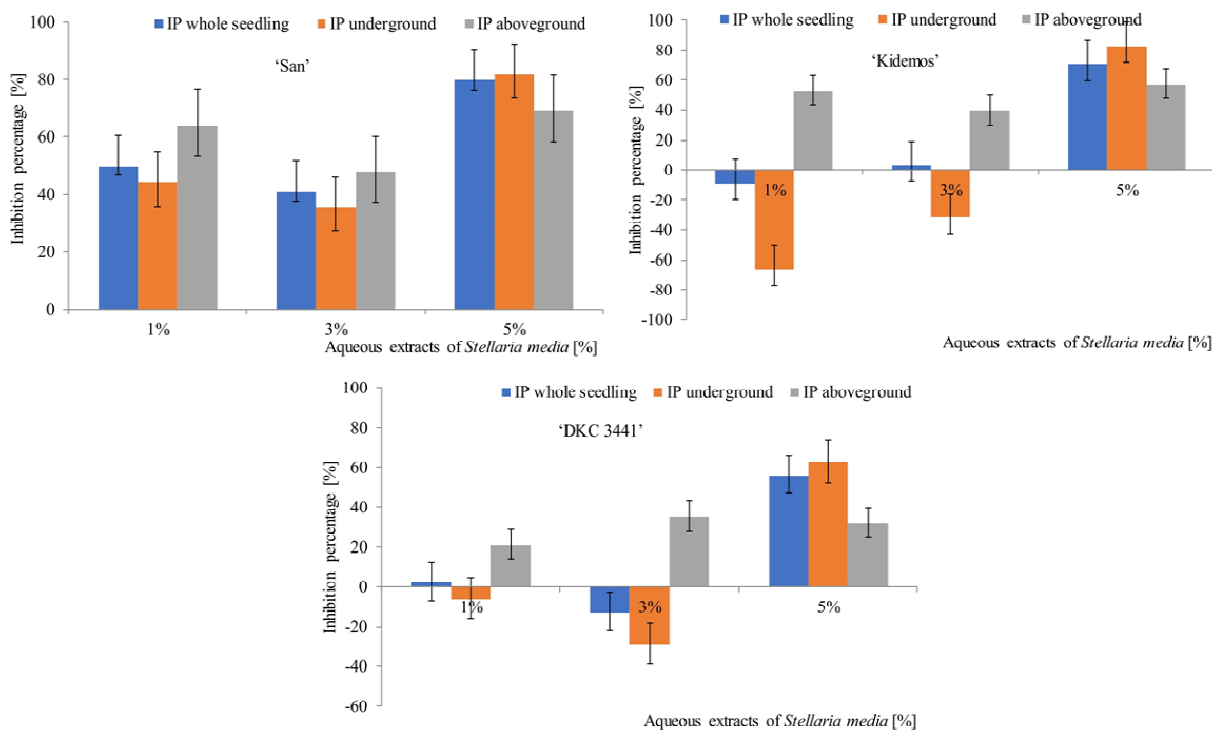 IP whole seedling IP underground IP aboveground
'San'
Inhibition percentage [%]
100
80
60
40
20
0
1% 3% 5%
Aqueous extracts of Stellaria media [%]
IP whole seedling IP underground IP aboveground
'Kidemos'
Inhibition percentage [%]
100
80
60
40
20
0
-20
-40
-60
-80
-100
1% 3% 5%
Aqueous extracts of Stellaria media [%]
IP whole seedling IP underground IP aboveground
'DKC 3441'
Inhibition percentage [%]
100
80
60
40
20
0
-20
-40
-60
1% 3% 5%
Aqueous extracts of Stellaria media [%]